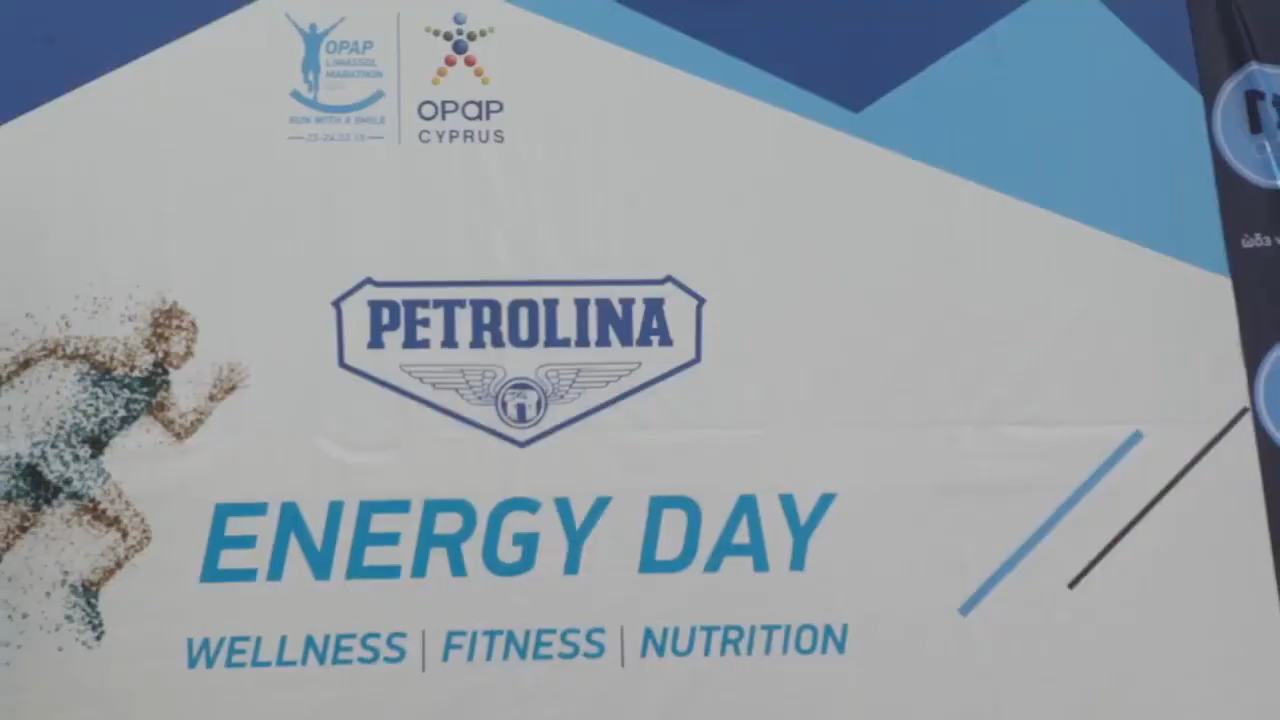 OPAP
LIMASSOL
MARATHON
RUN WITH A SMILE
OPAP
CYPRUS
PETROLINA
ENERGY DAY
WELLNESS | FITNESS | NUTRITION